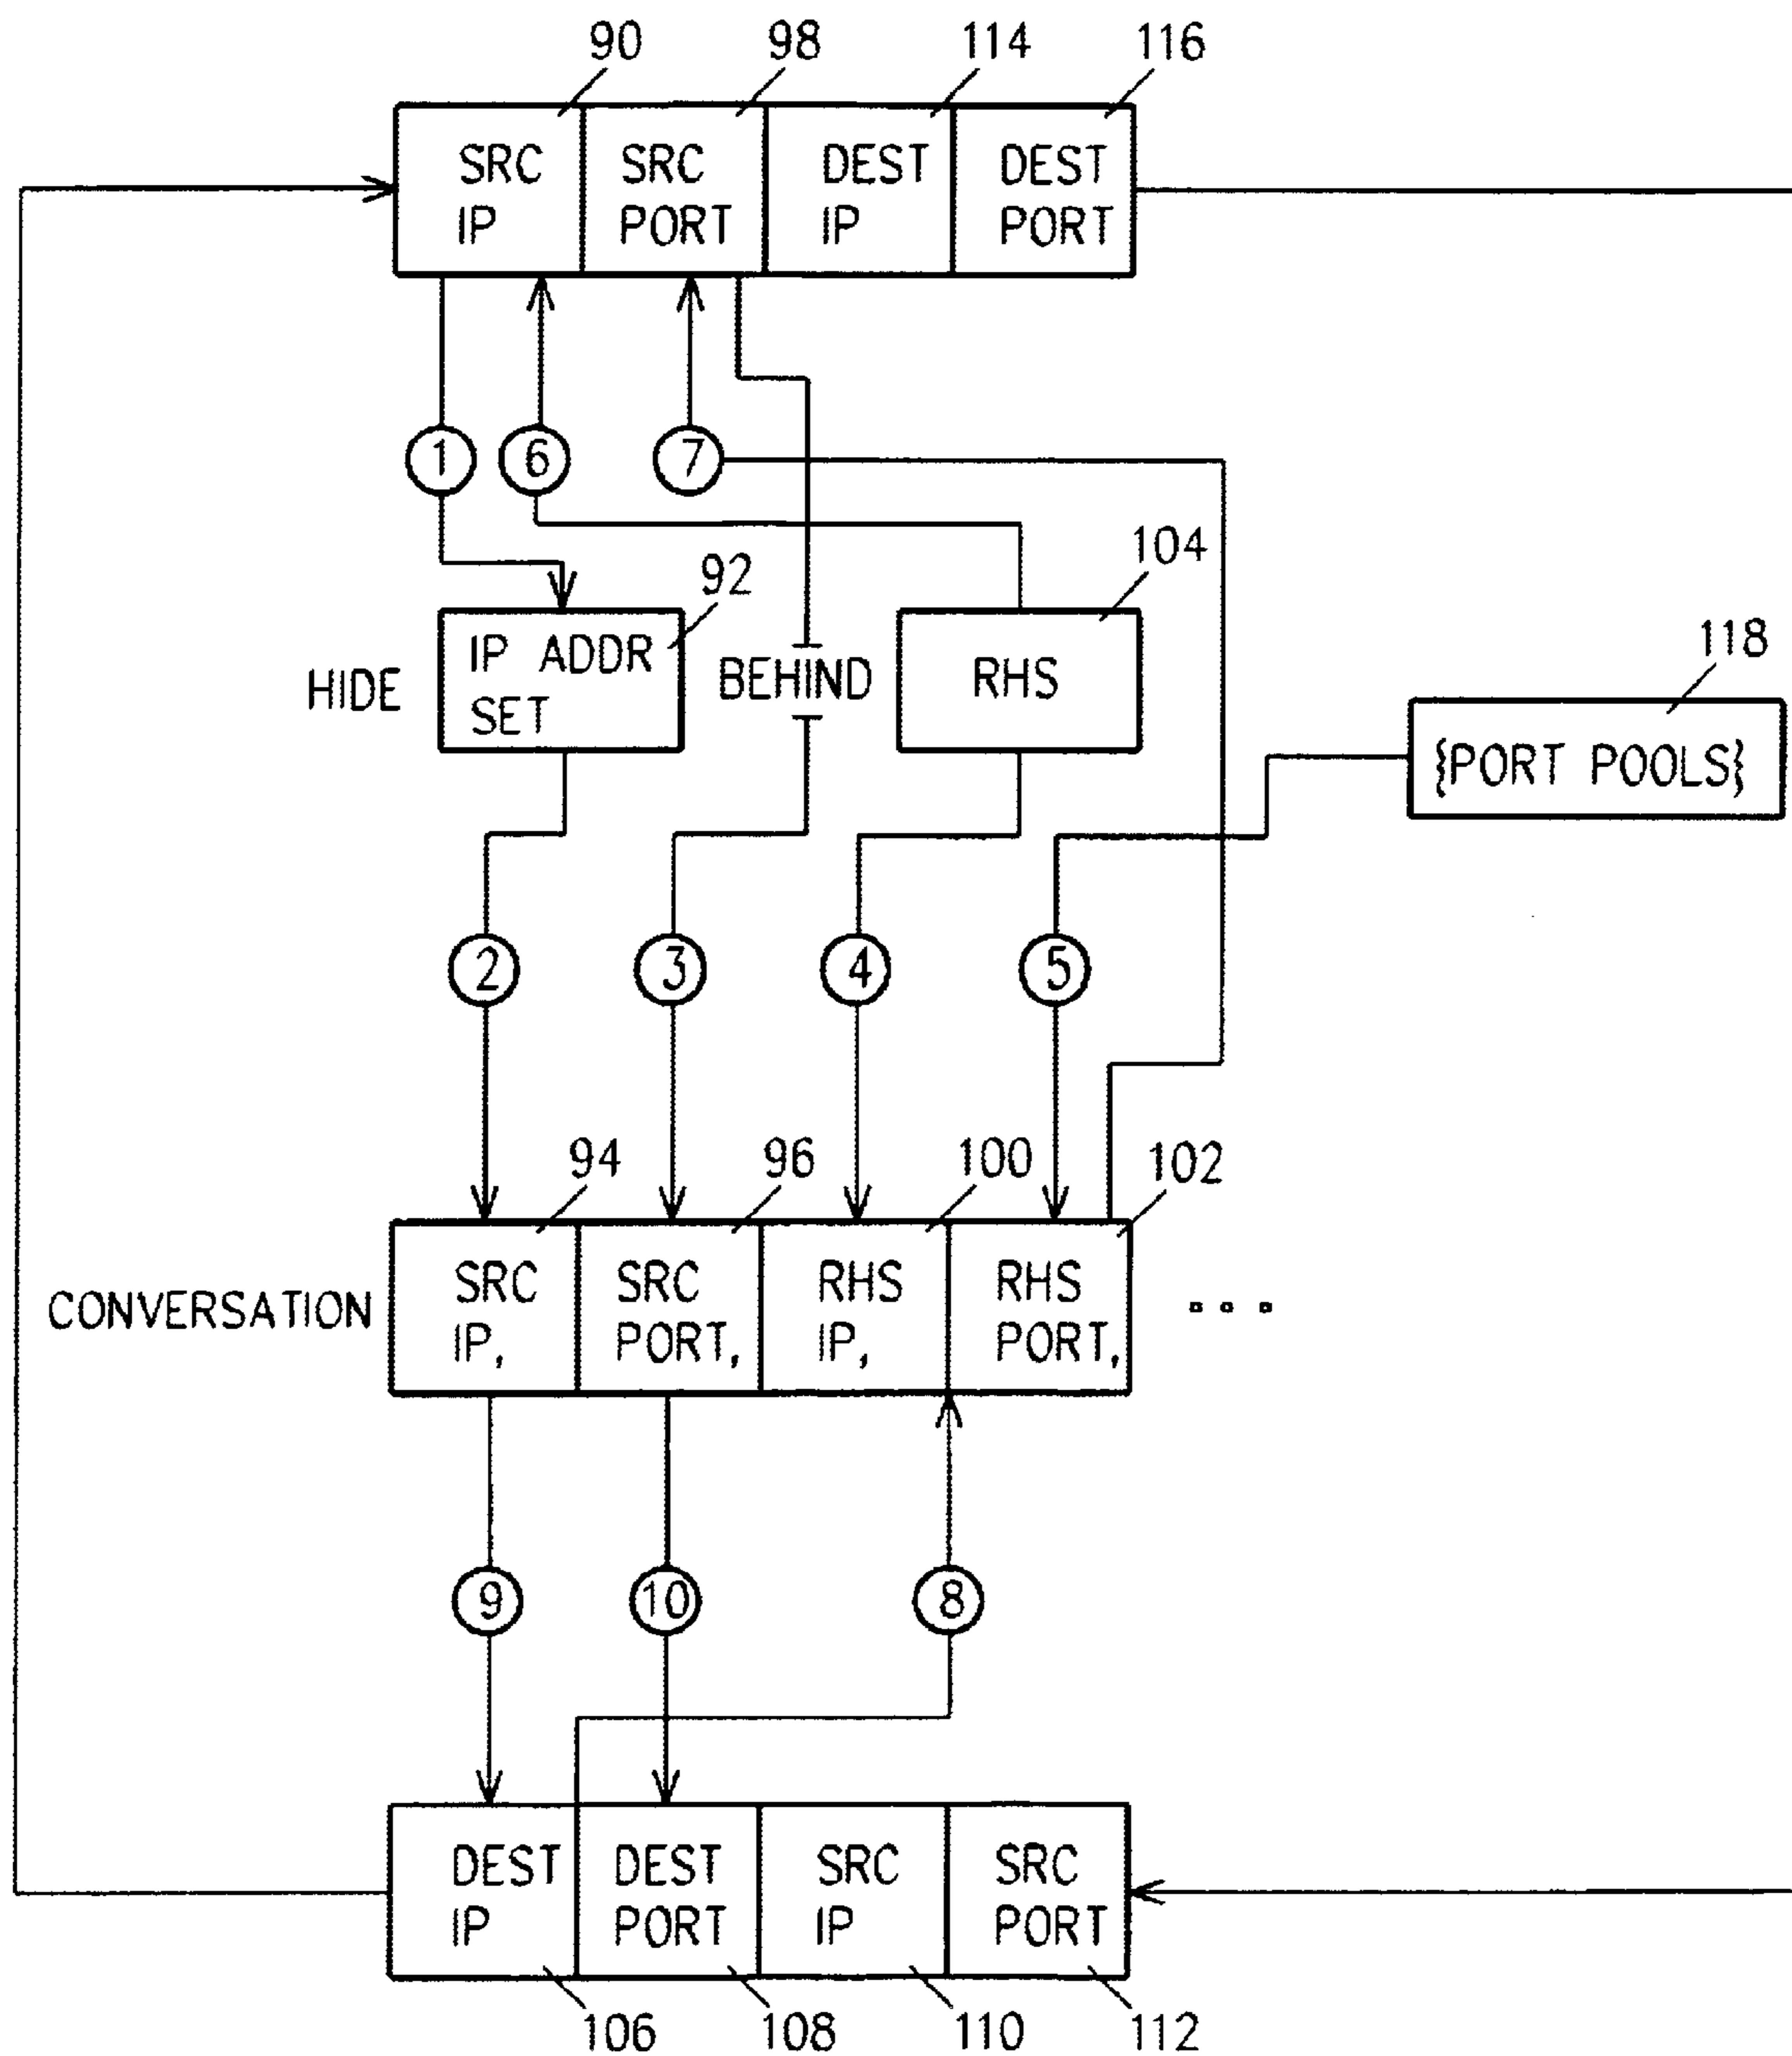 90 98 114 116
SRC IP SRC PORT DEST IP DEST PORT
1 6 7
104
92
HIDE IP ADDR SET BEHIND RHS
118
{PORT POOLS}
2 3 4 5
94 96 100 102
CONVERSATION SRC IP, SRC PORT, RHS IP, RHS PORT, ...
9 10 8
DEST IP DEST PORT SRC IP SRC PORT
106 108 110 112